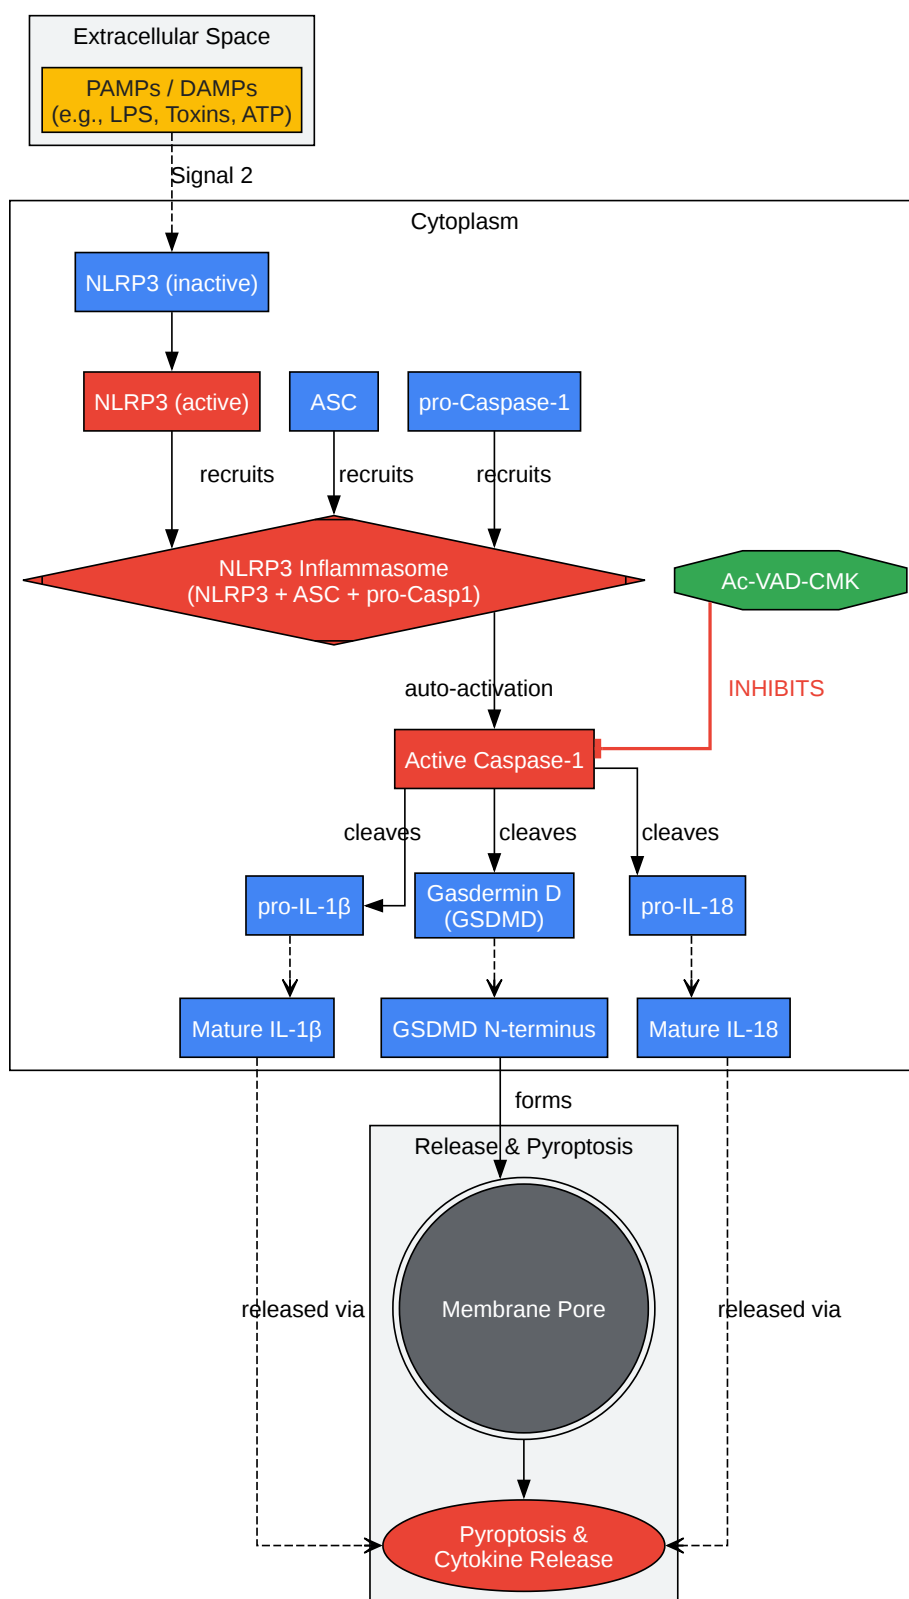 Extracellular Space
PAMPs / DAMPs
(e.g., LPS, Toxins, ATP)
Signal 2
Cytoplasm
NLRP3 (inactive)
NLRP3 (active)
ASC
pro-Caspase-1
recruits
recruits
recruits
NLRP3 Inflammasome
(NLRP3 + ASC + pro-Casp1)
Ac-VAD-CMK
auto-activation
INHIBITS
Active Caspase-1
cleaves
cleaves
cleaves
pro-IL-1β
Gasdermin D
(GSDMD)
pro-IL-18
Mature IL-1β
GSDMD N-terminus
Mature IL-18
forms
Release & Pyroptosis
Membrane Pore
released via
released via
Pyroptosis &
Cytokine Release